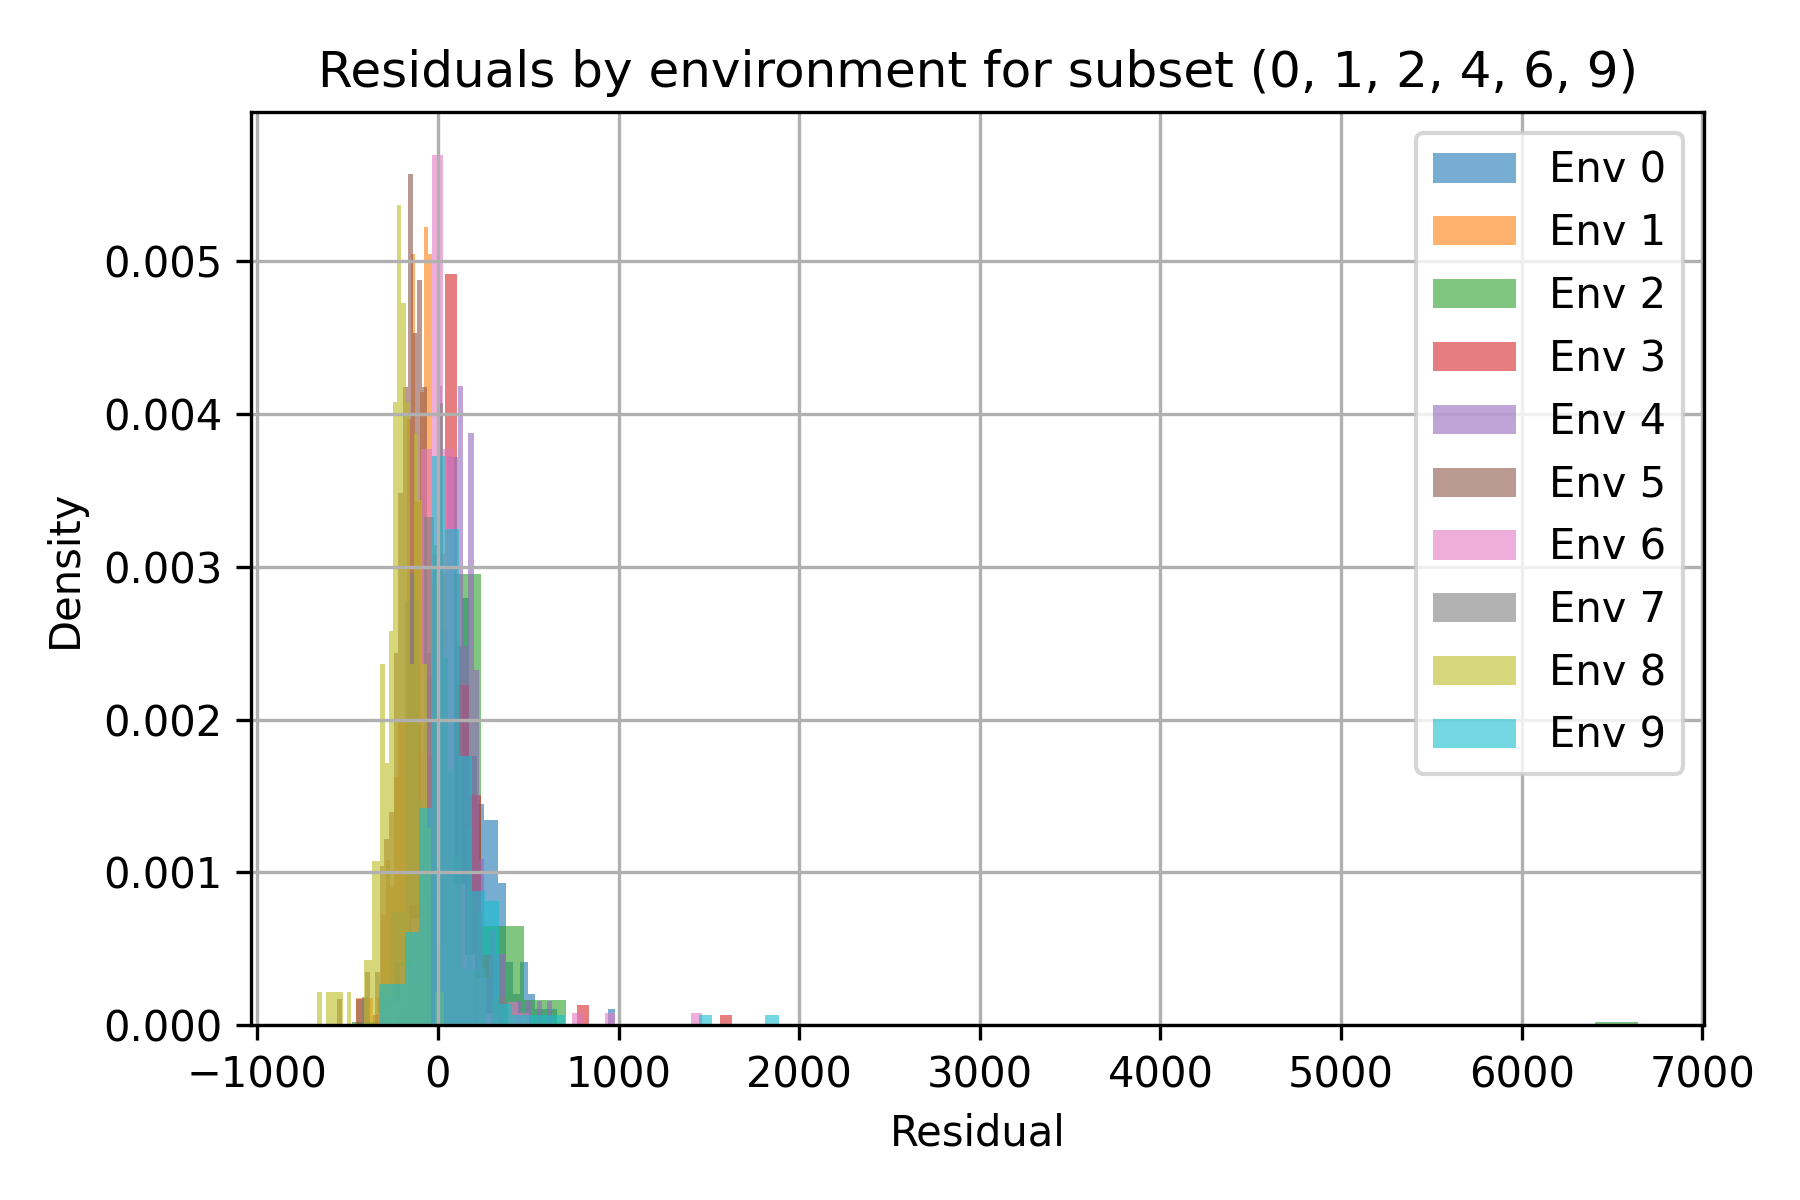 Residuals by environment for subset (0, 1, 2, 4, 6, 9)
Density
0.005
0.004
0.003
0.002
0.001
0.000
−1000 0 1000 2000 3000 4000 5000 6000 7000
Residual
Env 0
Env 1
Env 2
Env 3
Env 4
Env 5
Env 6
Env 7
Env 8
Env 9